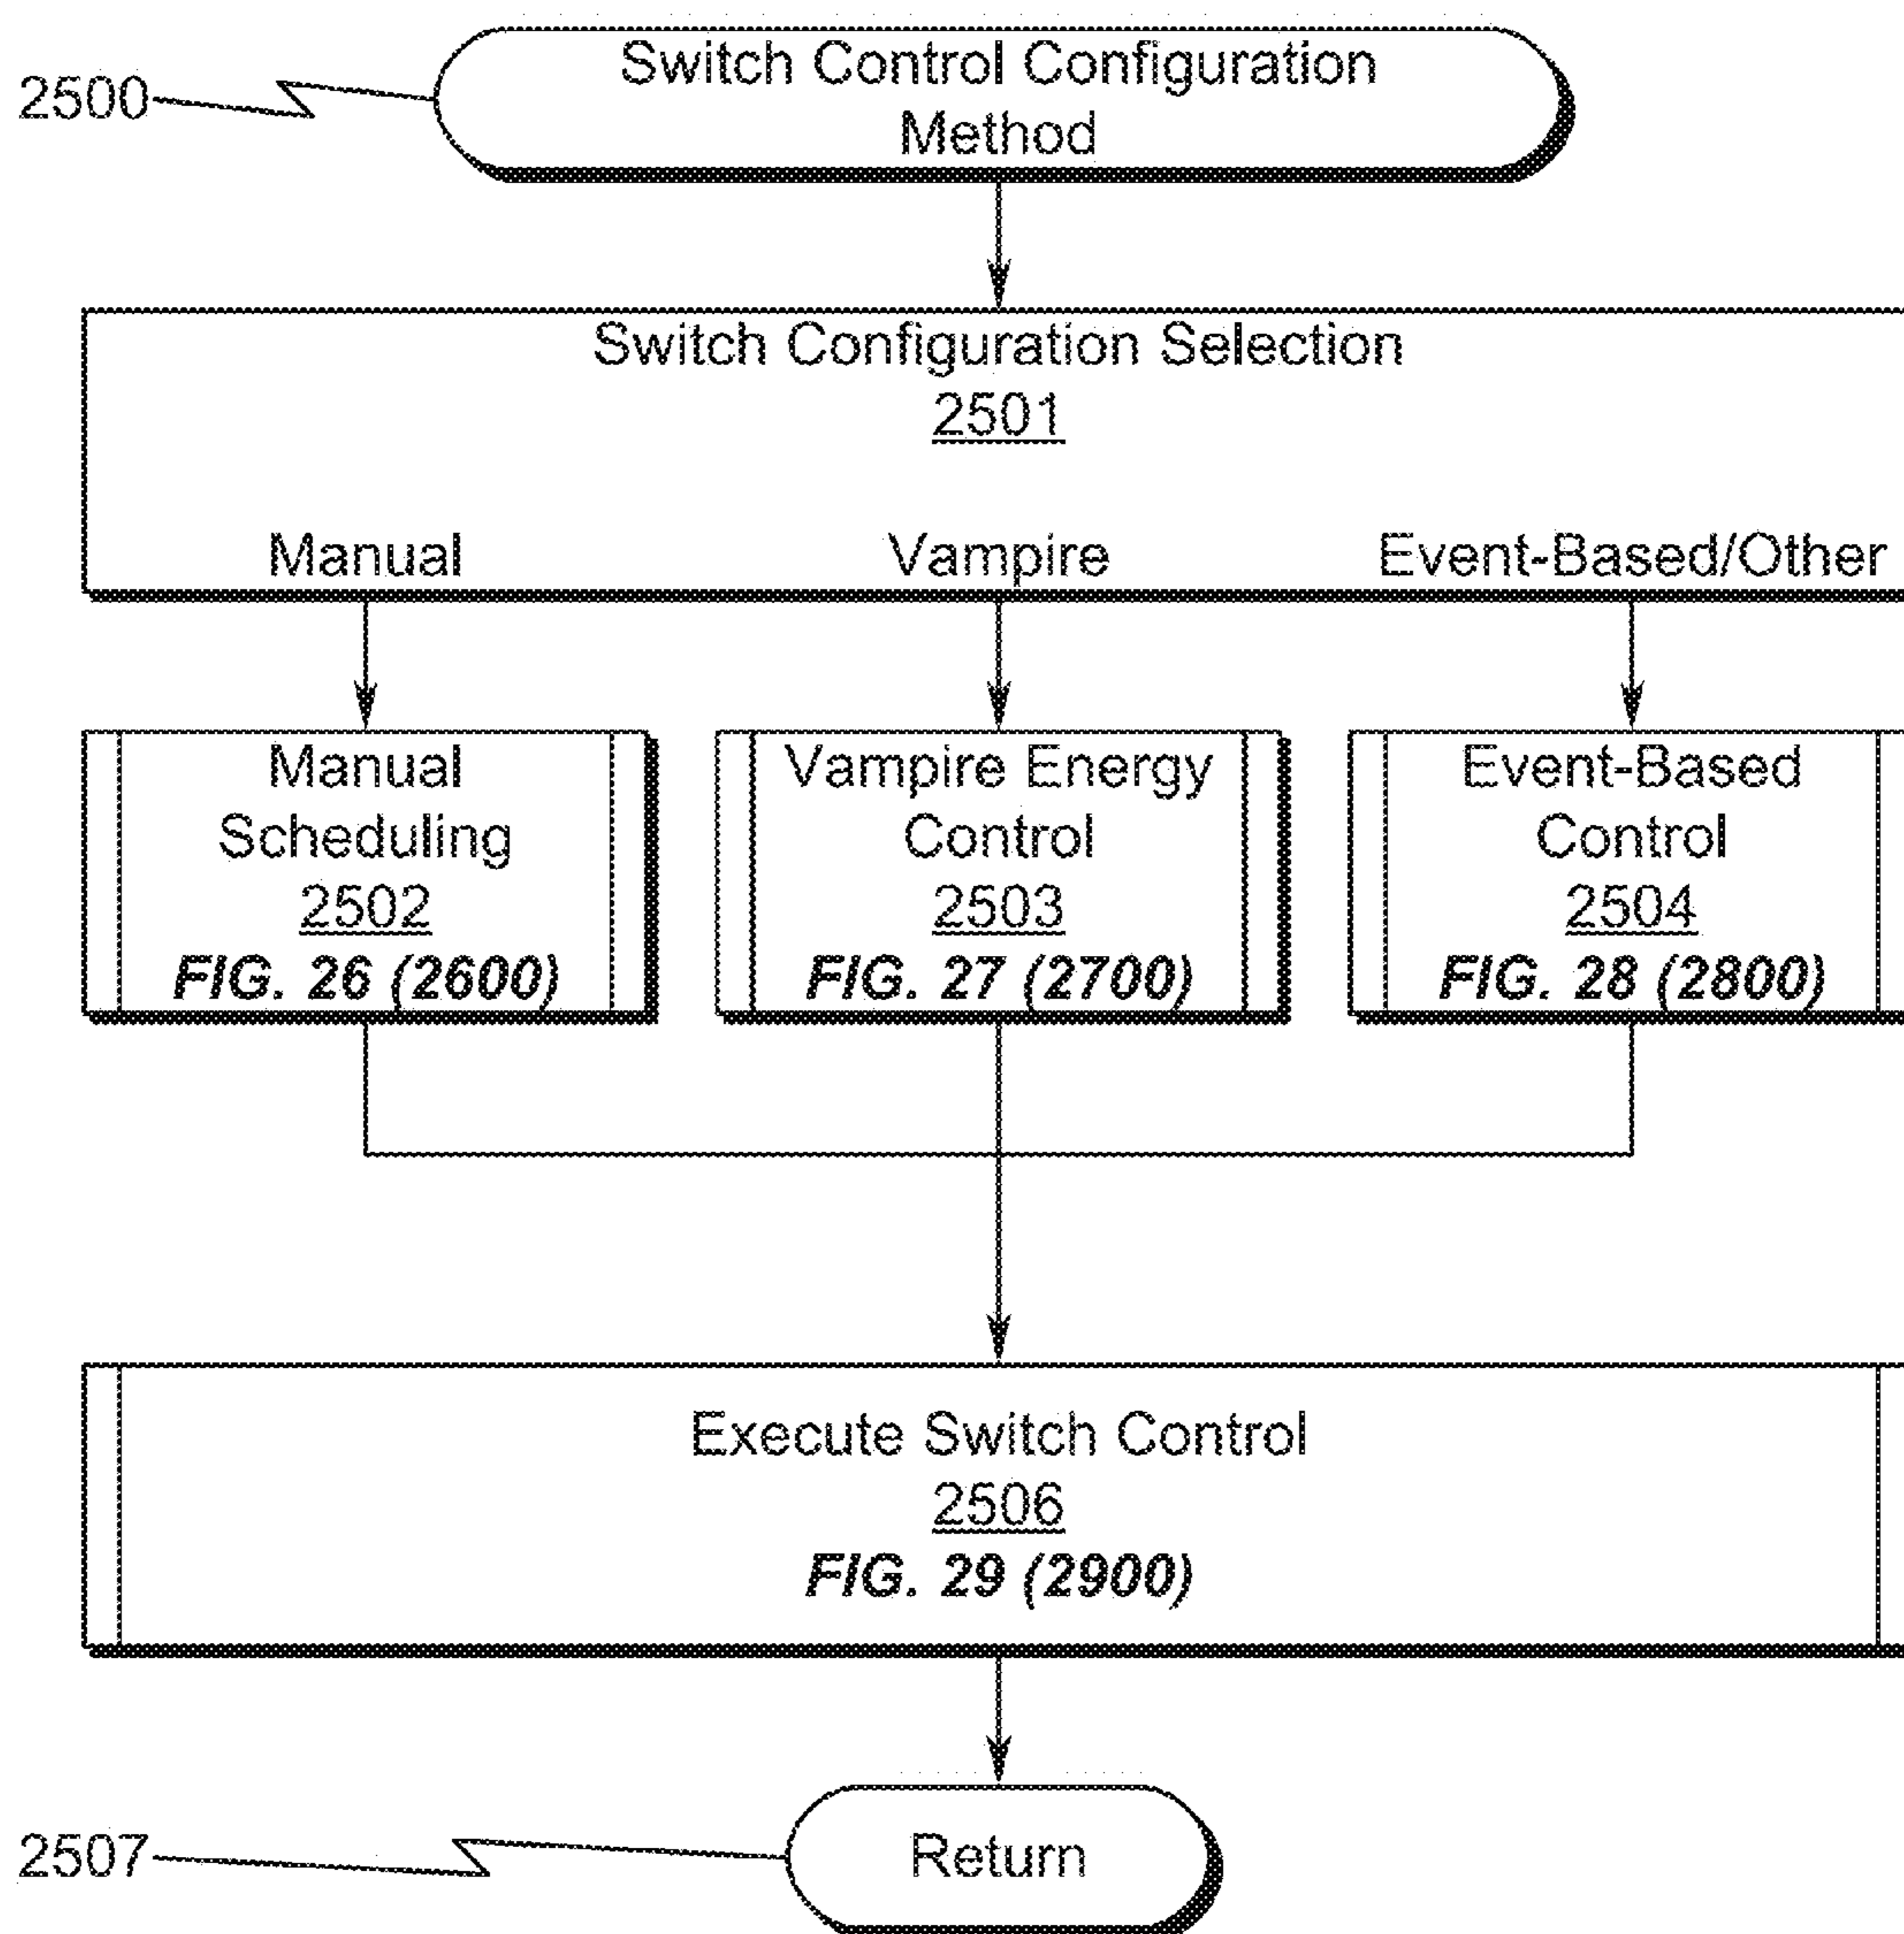 Switch Control Configuration
Method
2500
Switch Configuration Selection
2501
Manual
Vampire
Event-Based/Other
Manual
Scheduling
2502
FIG. 26 (2600)
Vampire Energy
Control
2503
FIG. 27 (2700)
Event-Based
Control
2504
FIG. 28 (2800)
Execute Switch Control
2506
FIG. 29 (2900)
2507
Return